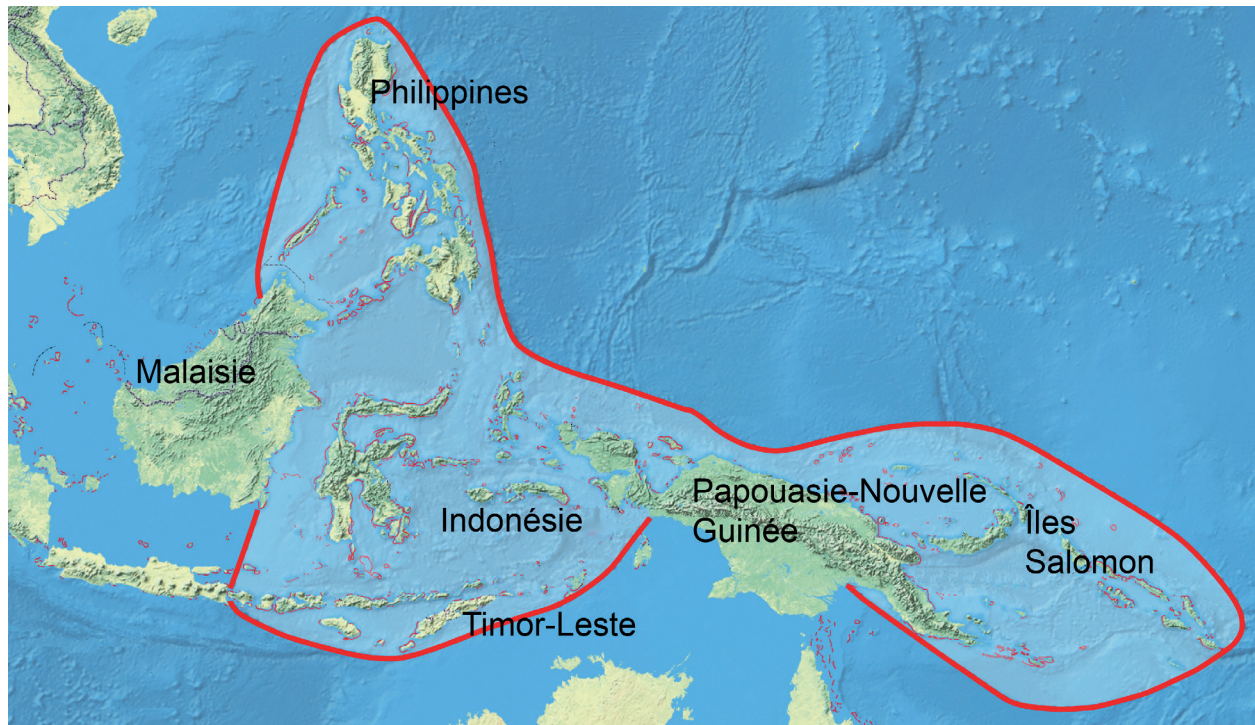 Philippines
Malaisie
Papouasie-Nouvelle
Guinée
Indonésie
Îles
Salomon
Timor-Leste